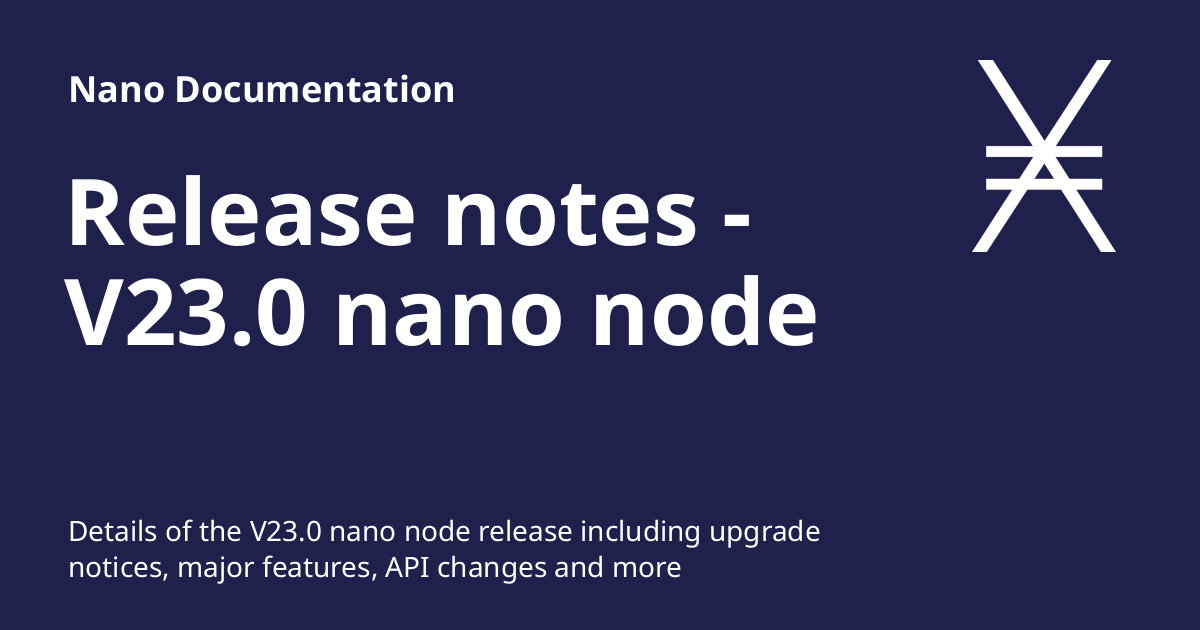 Nano Documentation
Release notes -
V23.0 nano node
Details of the V23.0 nano node release including upgrade
notices, major features, API changes and more